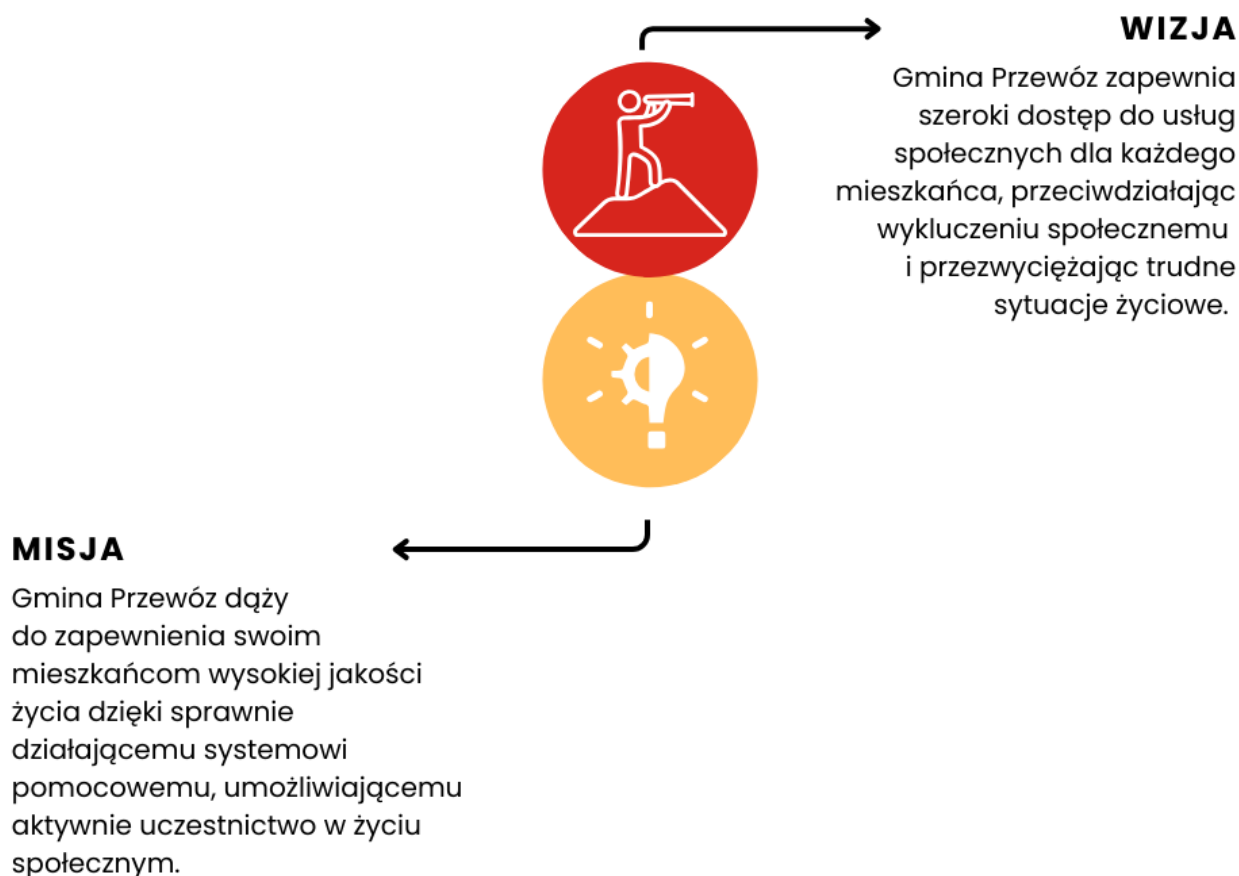 WIZJA
Gmina Przewóz zapewnia
szeroki dostęp do usług
społecznych dla każdego
mieszkańca, przeciwdziałając
wykluczeniu społecznemu
i przezwyciężając trudne
sytuacje życiowe.
MISJA
Gmina Przewóz dąży
do zapewnienia swoim
mieszkańcom wysokiej jakości
życia dzięki sprawnie
działającemu systemowi
pomocowemu, umożliwiającemu
aktywnie uczestnictwo w życiu
społecznym.